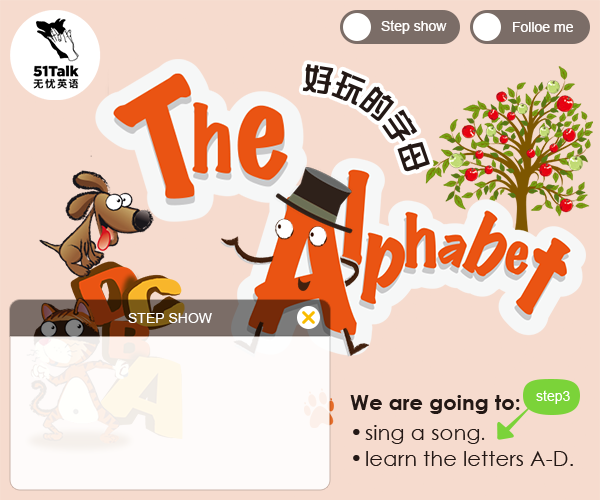 51Talk
无忧英语
Step show
Folloe me
好玩的字母
The
Alphabet
D C
B
A
STEP SHOW
We are going to:
step3
• sing a song.
• learn the letters A-D.